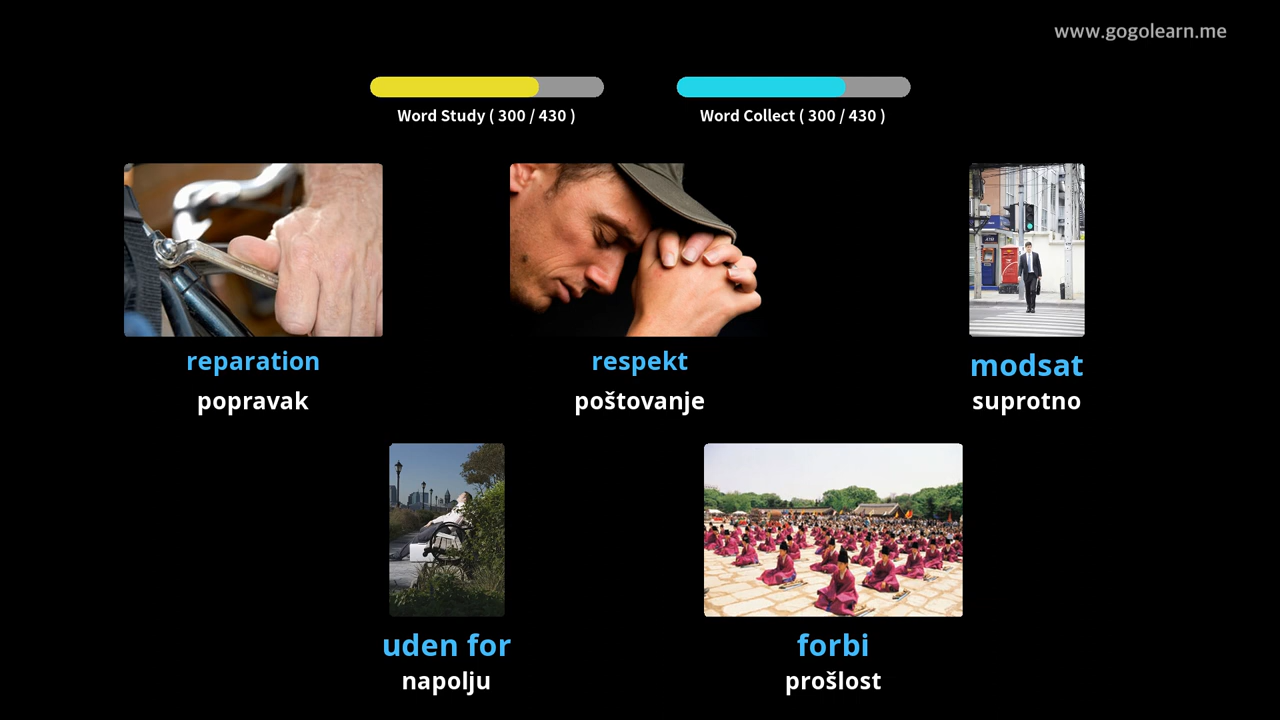 www.gogolearn.me
Word Study ( 300 / 430 )
Word Collect ( 300 / 430 )
reparation
popravak
respekt
poštovanje
modsat
suprotno
uden for
napolju
forbi
prošlost